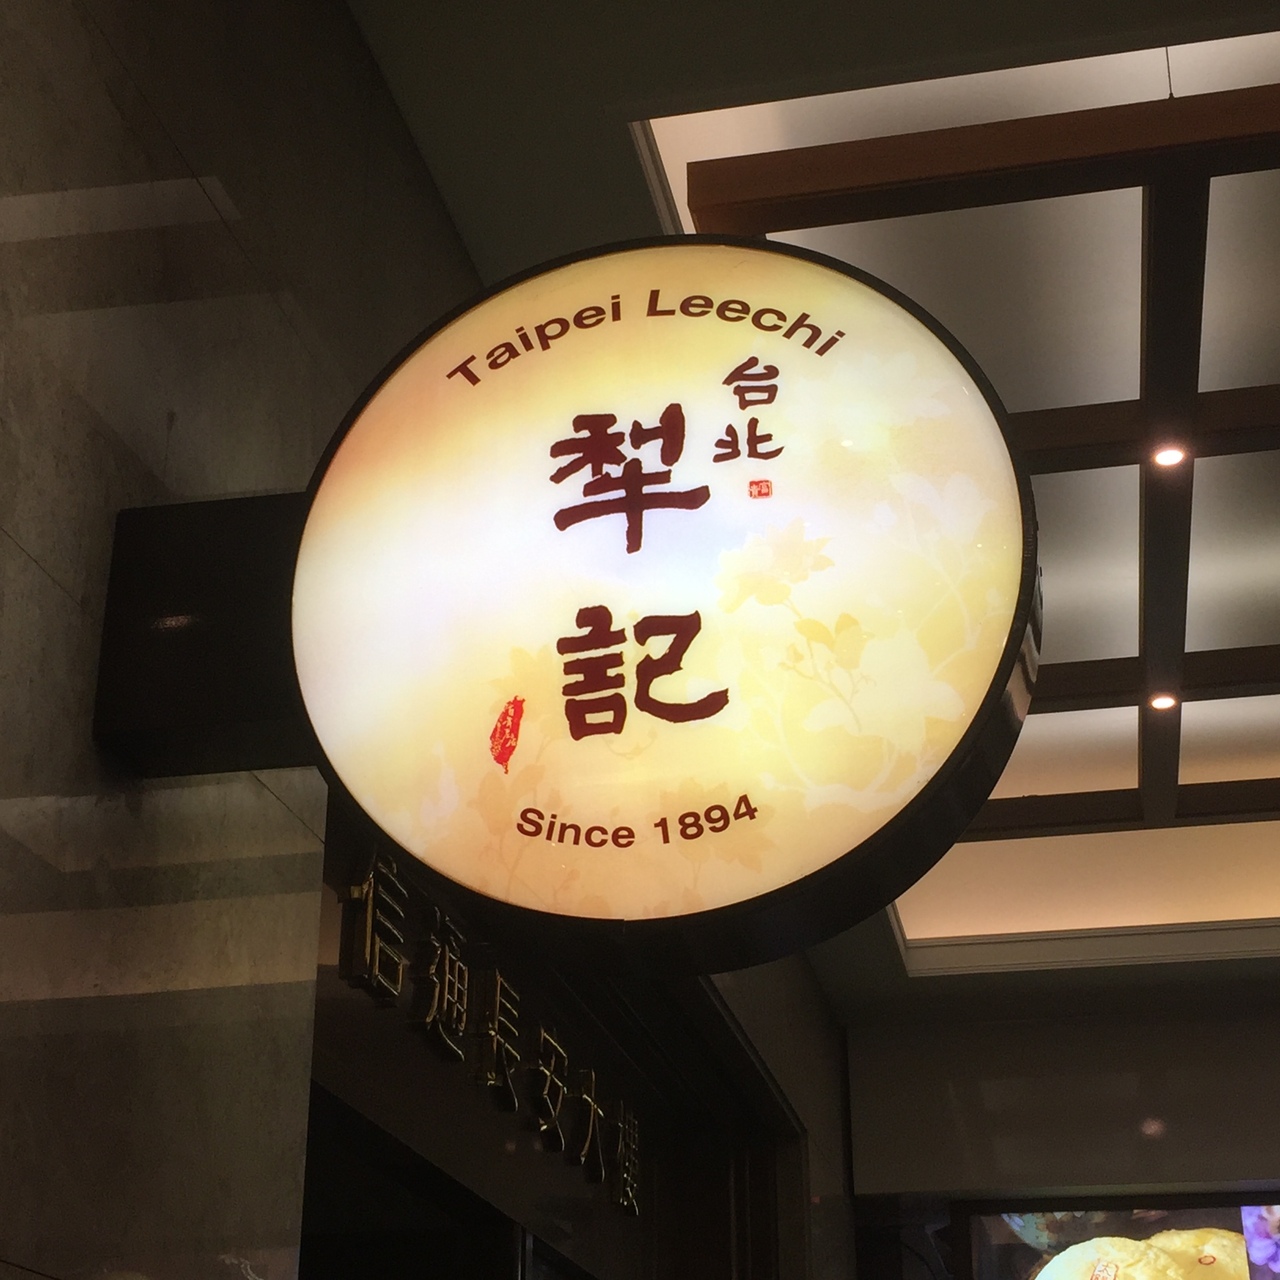 Taipei Leechi
台北
犁記
Since 1894
信通長安大樓